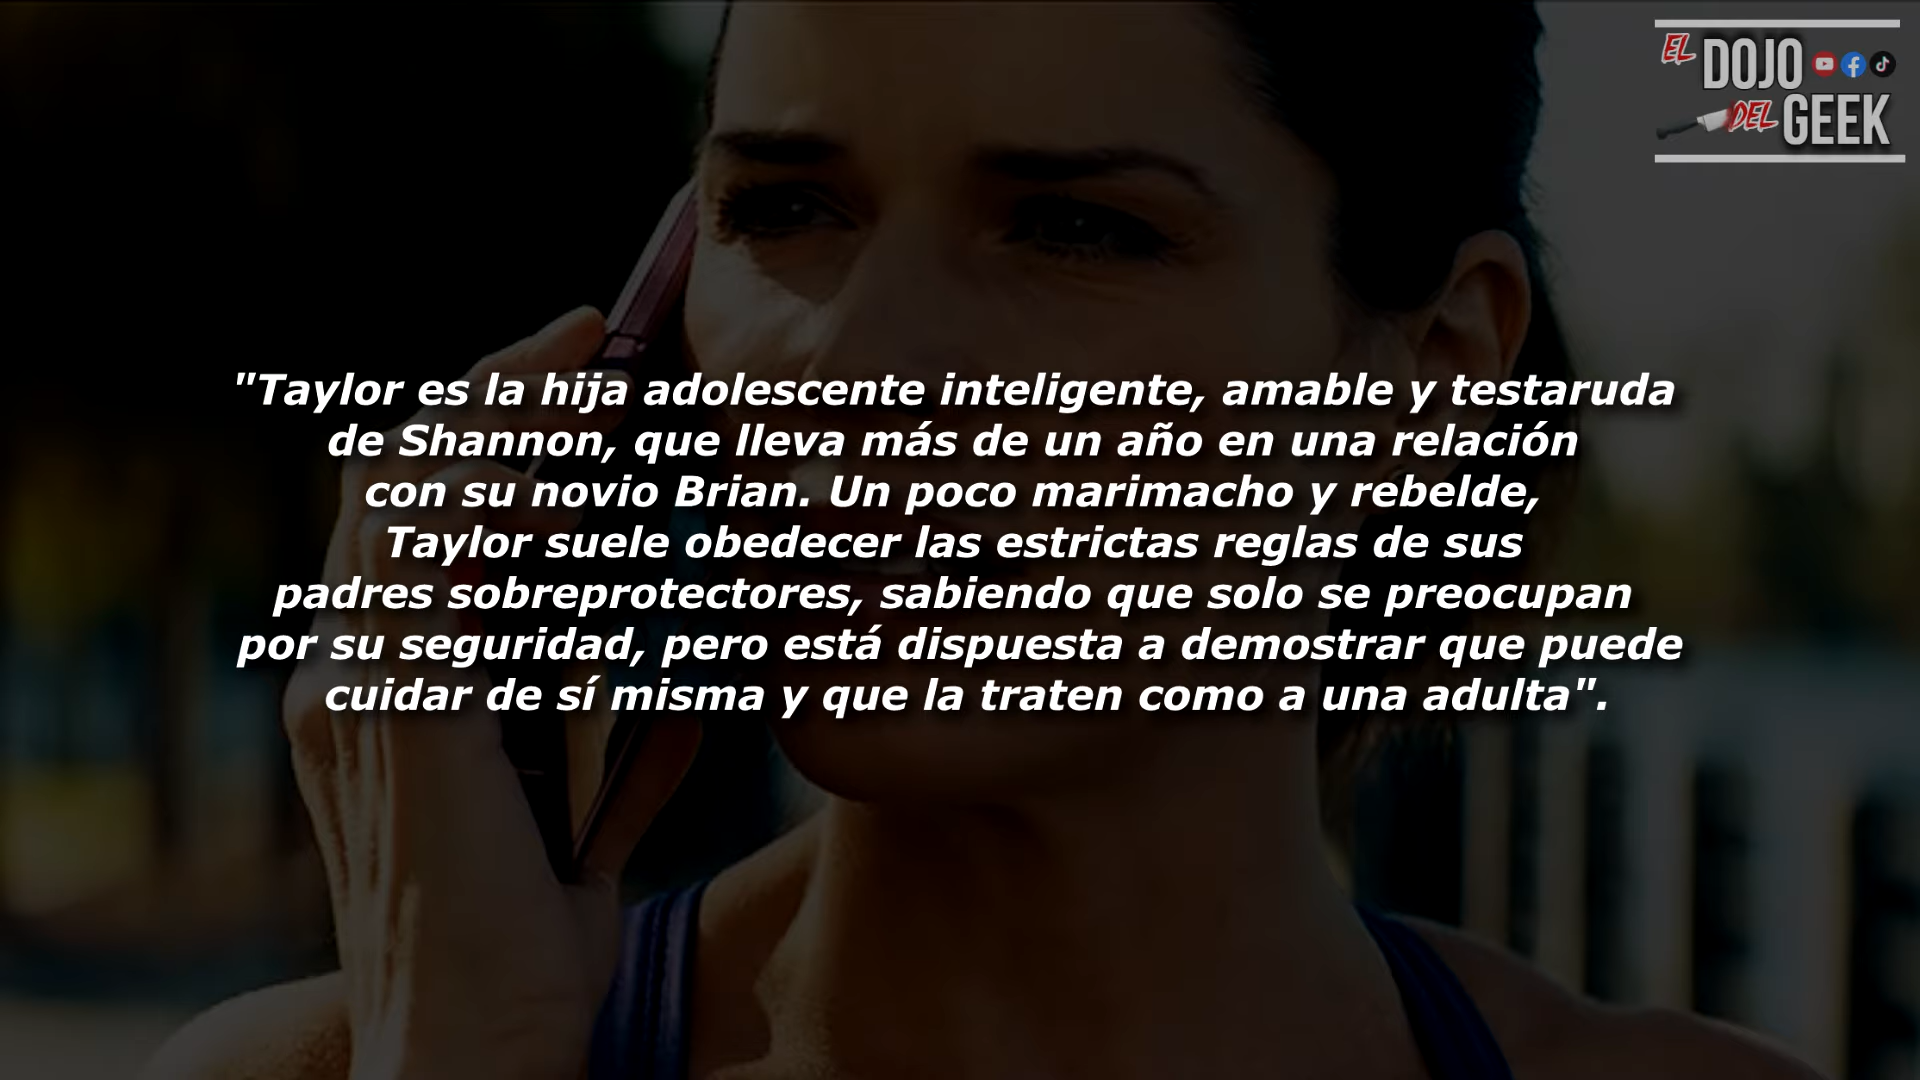 EL DOJO
DEL GEEK
"Taylor es la hija adolescente inteligente, amable y testaruda
de Shannon, que lleva más de un año en una relación
con su novio Brian. Un poco marimacho y rebelde,
Taylor suele obedecer las estrictas reglas de sus
padres sobreprotectores, sabiendo que solo se preocupan
por su seguridad, pero está dispuesta a demostrar que puede
cuidar de sí misma y que la traten como a una adulta".